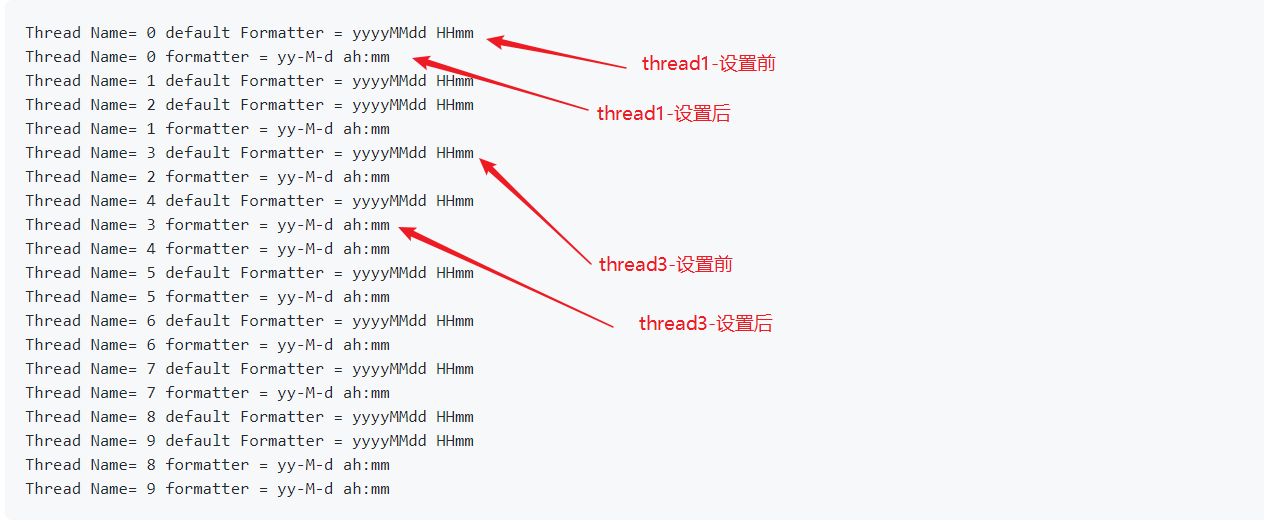 Thread Name= 0 default Formatter = yyyyMMdd HHmm
thread1-设置前
Thread Name= 0 formatter = yy-M-d ah:mm
Thread Name= 1 default Formatter = yyyyMMdd HHmm
Thread Name= 2 default Formatter = yyyyMMdd HHmm
thread1-设置后
Thread Name= 1 formatter = yy-M-d ah:mm
Thread Name= 3 default Formatter = yyyyMMdd HHmm
Thread Name= 2 formatter = yy-M-d ah:mm
Thread Name= 4 default Formatter = yyyyMMdd HHmm
Thread Name= 3 formatter = yy-M-d ah:mm
Thread Name= 4 formatter = yy-M-d ah:mm
thread3-设置前
Thread Name= 5 default Formatter = yyyyMMdd HHmm
Thread Name= 5 formatter = yy-M-d ah:mm
Thread Name= 6 default Formatter = yyyyMMdd HHmm
thread3-设置后
Thread Name= 6 formatter = yy-M-d ah:mm
Thread Name= 7 default Formatter = yyyyMMdd HHmm
Thread Name= 7 formatter = yy-M-d ah:mm
Thread Name= 8 default Formatter = yyyyMMdd HHmm
Thread Name= 9 default Formatter = yyyyMMdd HHmm
Thread Name= 8 formatter = yy-M-d ah:mm
Thread Name= 9 formatter = yy-M-d ah:mm